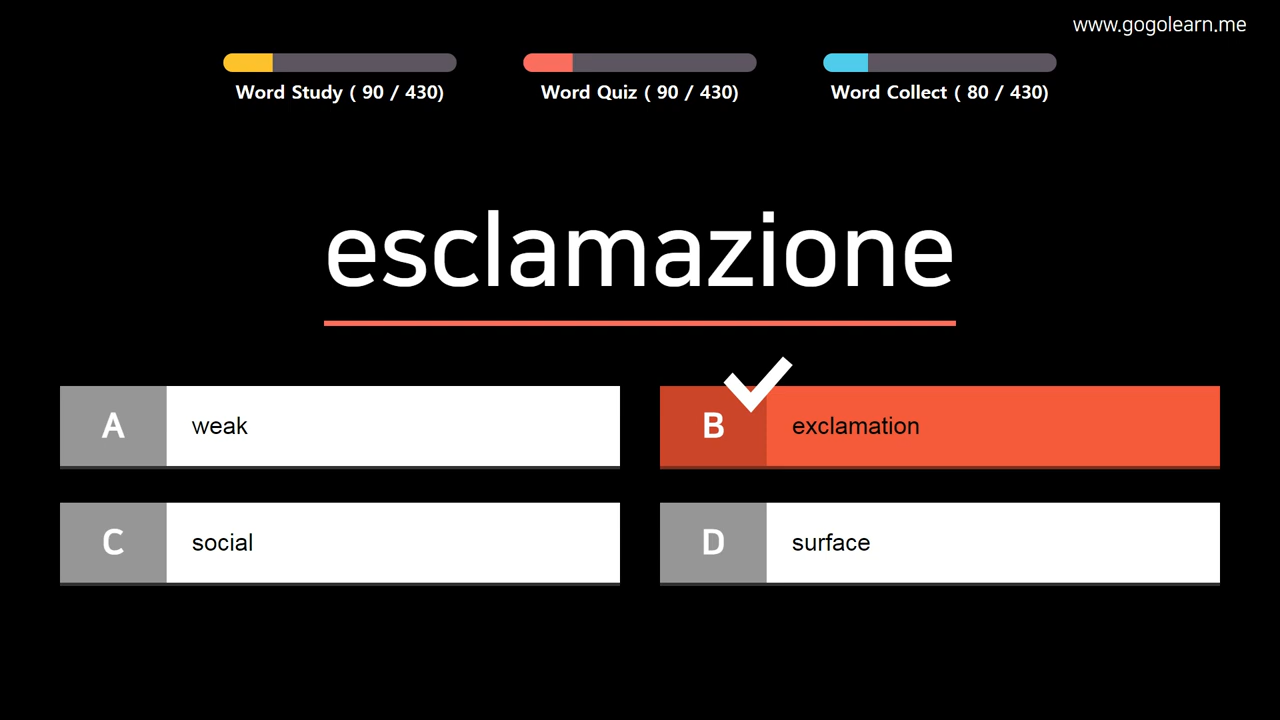 www.gogolearn.me
Word Study ( 90 / 430)
Word Quiz ( 90 / 430)
Word Collect ( 80 / 430)
esclamazione
A weak
B exclamation
C social
D surface